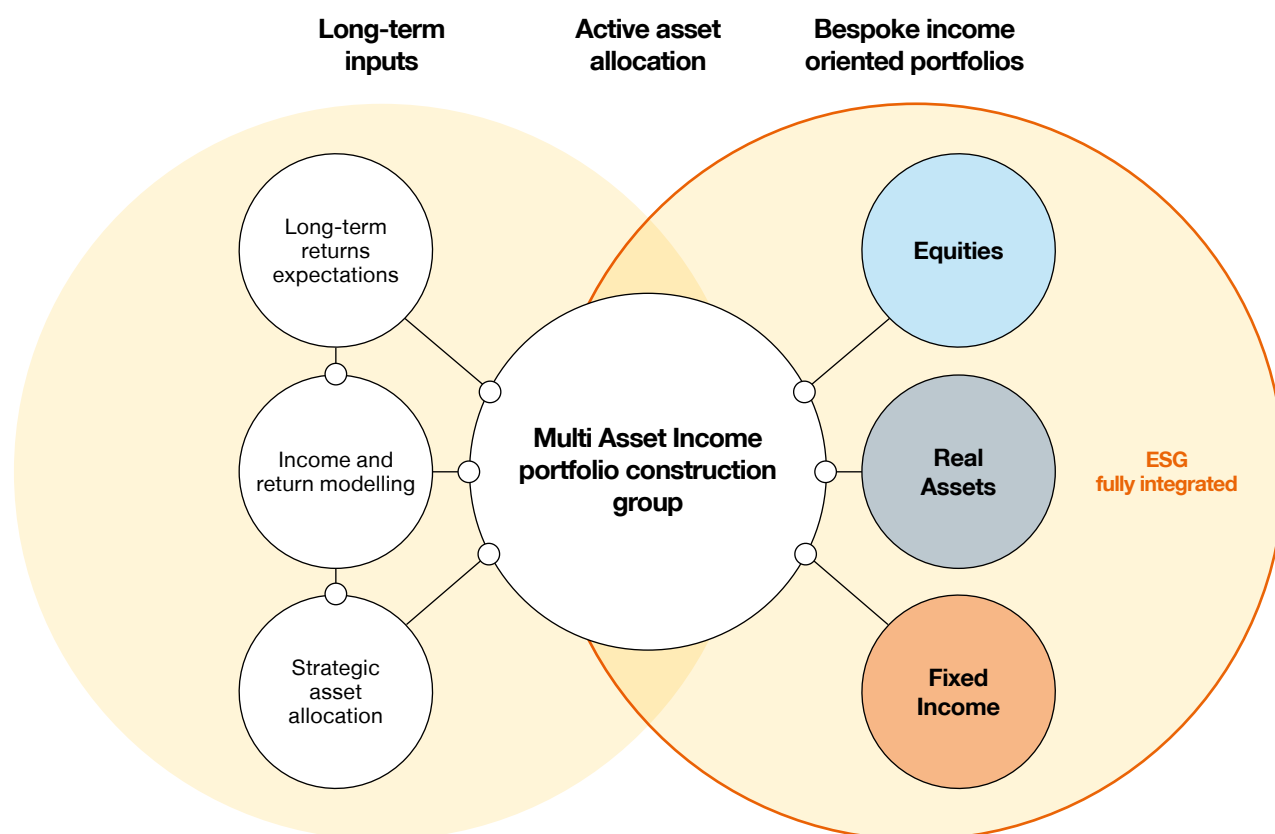 Long-term
inputs
Active asset
allocation
Bespoke income
oriented portfolios
Long-term
returns
expectations
Income and
return modelling
Strategic
asset
allocation
Multi Asset Income
portfolio construction
group
Equities
Real
Assets
Fixed
Income
ESG
fully integrated